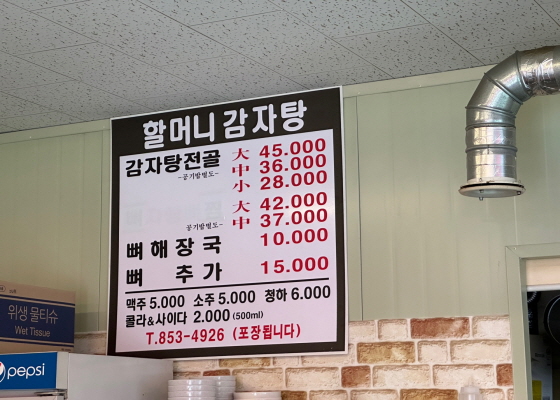 할머니 감자탕
감자탕전골 大 45.000
-공기밥별도- 中 36.000
小 28.000
大 42.000
-공기밥별도- 中 37.000
뼈해장국 10.000
뼈 추가 15.000
맥주 5.000 소주 5.000 청하 6.000
콜라&사이다 2.000 (500ml)
T.853-4926 (포장됩니다)
위생 물티슈
Wet Tissue
pepsi